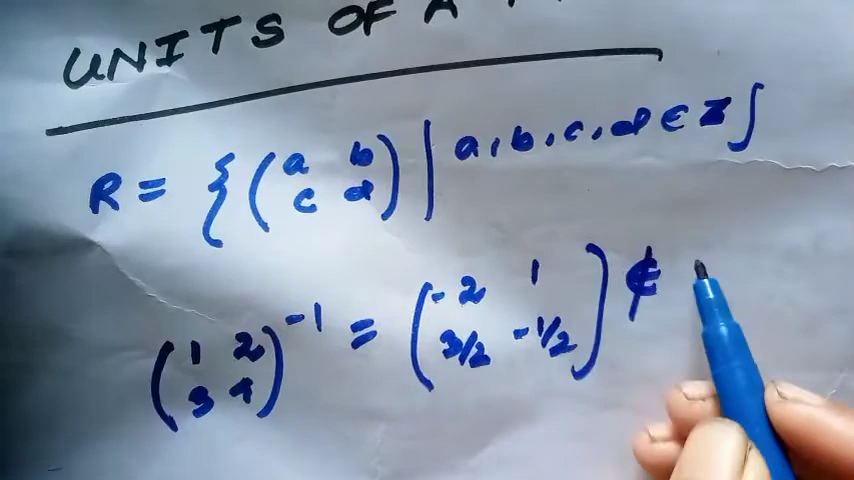 UNITS OF A
R = { ( a b ) | a, b, c, d ∈ Z }
c d
( 1 2 )⁻¹ = ( -2 1 ) ∉
3 4 3/2 -1/2